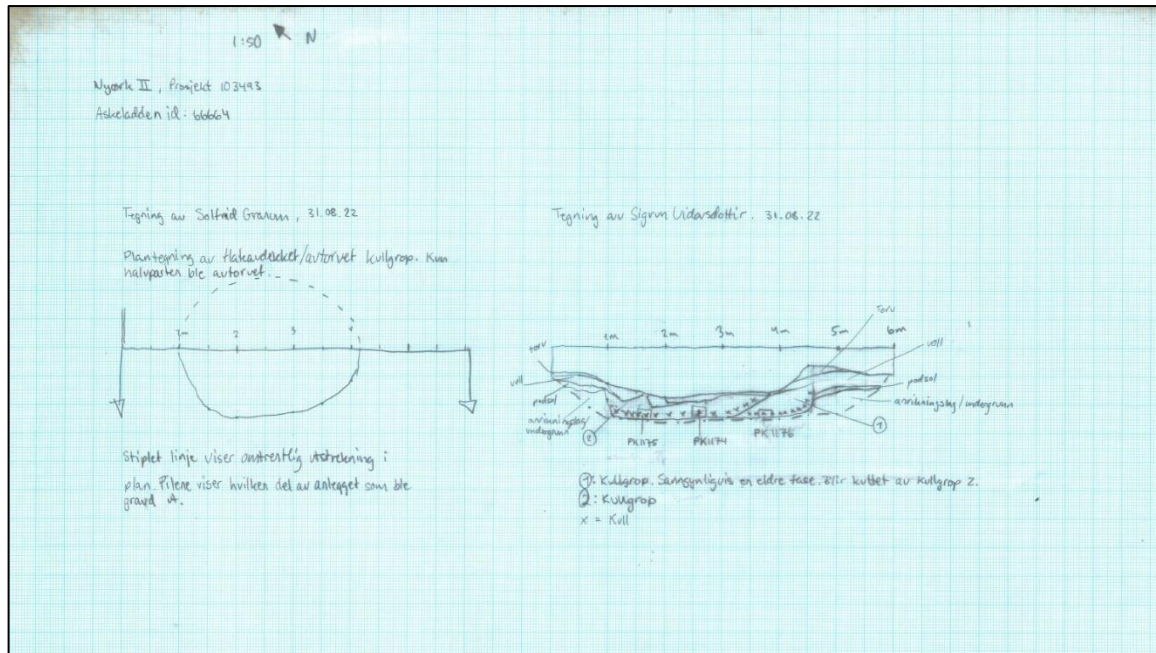 1:50 N
Nyørk II, Prosjekt 103493
Askeladden id: 66664
Tegning av Solfrid Granum, 31.08.22
Plantegning av flateavdekket/avtorvet kullgrop. Kun
halvparten ble avtorvet.
1m 2 3 4
Stiplet linje viser omtrentlig utstrekning i
plan. Pilene viser hvilken del av anlegget som ble
gravd ut.
Tegning av Sigrun Vidarsdottir. 31.08.22
torv
1m 2m 3m 4m 5m 6m
torv
voll
voll
podsol
podsol
anrikningslag/undergrunn
anrikningslag/
undergrunn
2
1
PK1175 PK1174 PK1176
1: Kullgrop. Sannsynligvis en eldre fase. Blir kuttet av kullgrop 2.
2: Kullgrop
x = Kull